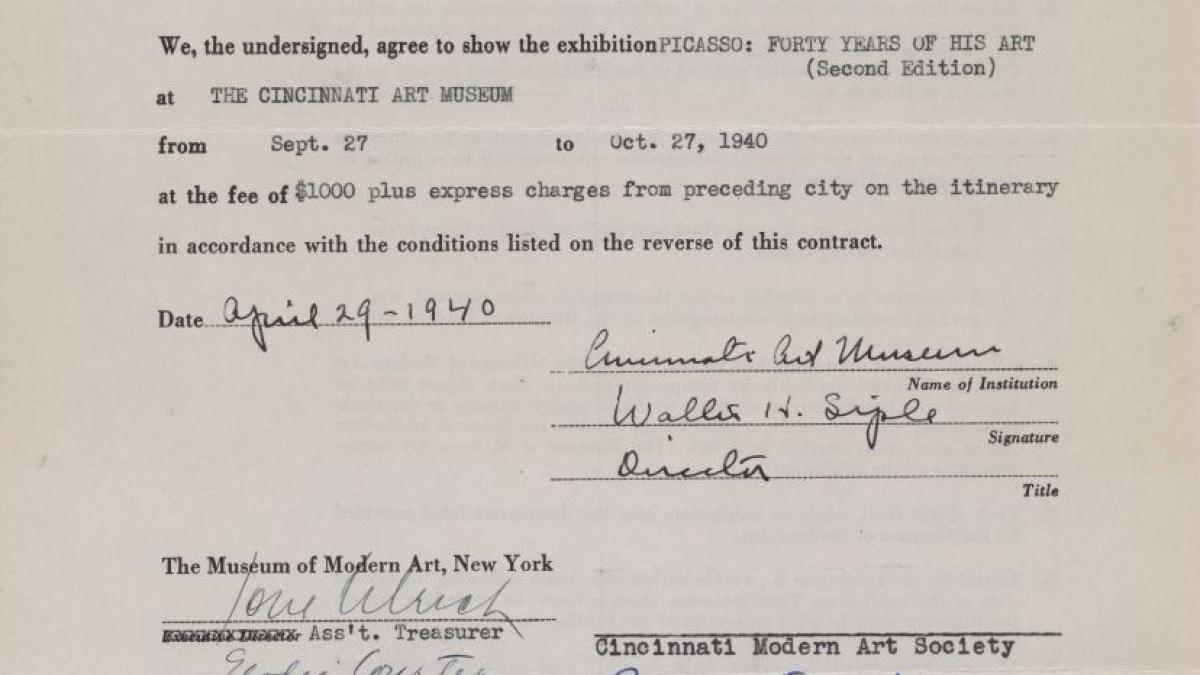 We, the undersigned, agree to show the exhibition PICASSO: FORTY YEARS OF HIS ART
(Second Edition)
at THE CINCINNATI ART MUSEUM
from Sept. 27 to Oct. 27, 1940
at the fee of $1000 plus express charges from preceding city on the itinerary
in accordance with the conditions listed on the reverse of this contract.
Date April 29-1940
Cincinnati Art Museum
Name of Institution
Walter H. Siple
Signature
Director
Title
The Museum of Modern Art, New York
Ulrich
Ass't. Treasurer
Cincinnati Modern Art Society